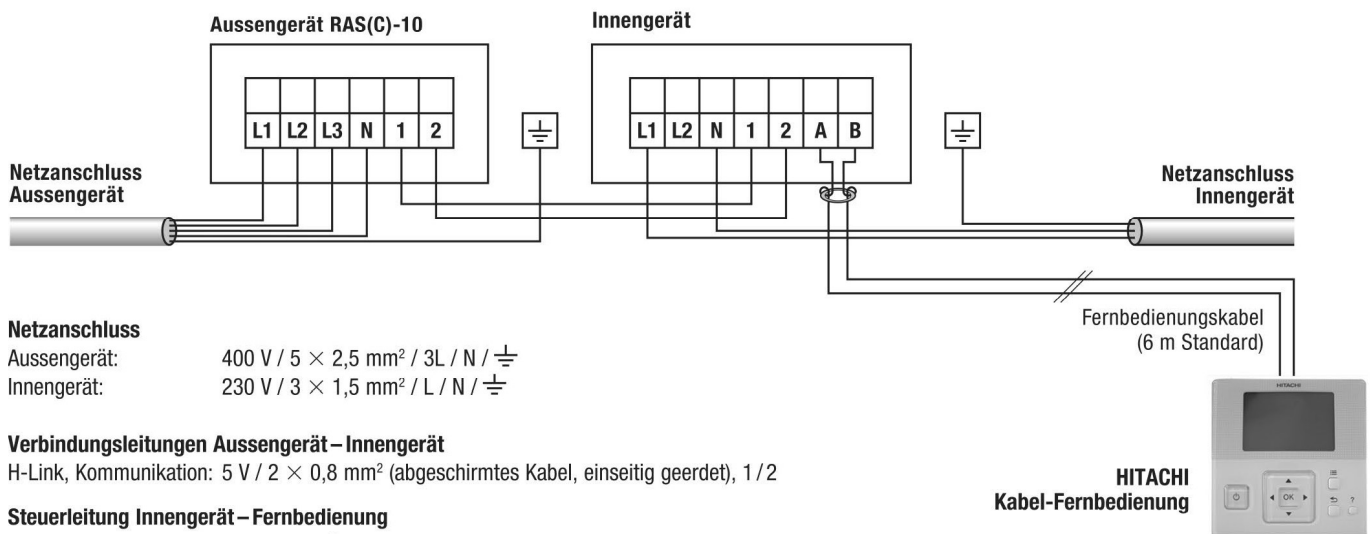 Aussengerät RAS(C)-10
Innengerät
L1 L2 L3 N 1 2
L1 L2 N 1 2 A B
Netzanschluss
Aussengerät
Netzanschluss
Innengerät
Fernbedienungskabel
(6 m Standard)
Netzanschluss
Aussengerät: 400 V / 5 × 2,5 mm² / 3L / N / ⏚
Innengerät: 230 V / 3 × 1,5 mm² / L / N / ⏚
Verbindungsleitungen Aussengerät – Innengerät
H-Link, Kommunikation: 5 V / 2 × 0,8 mm² (abgeschirmtes Kabel, einseitig geerdet), 1 / 2
Steuerleitung Innengerät – Fernbedienung
HITACHI
Kabel-Fernbedienung
HITACHI
OK
?